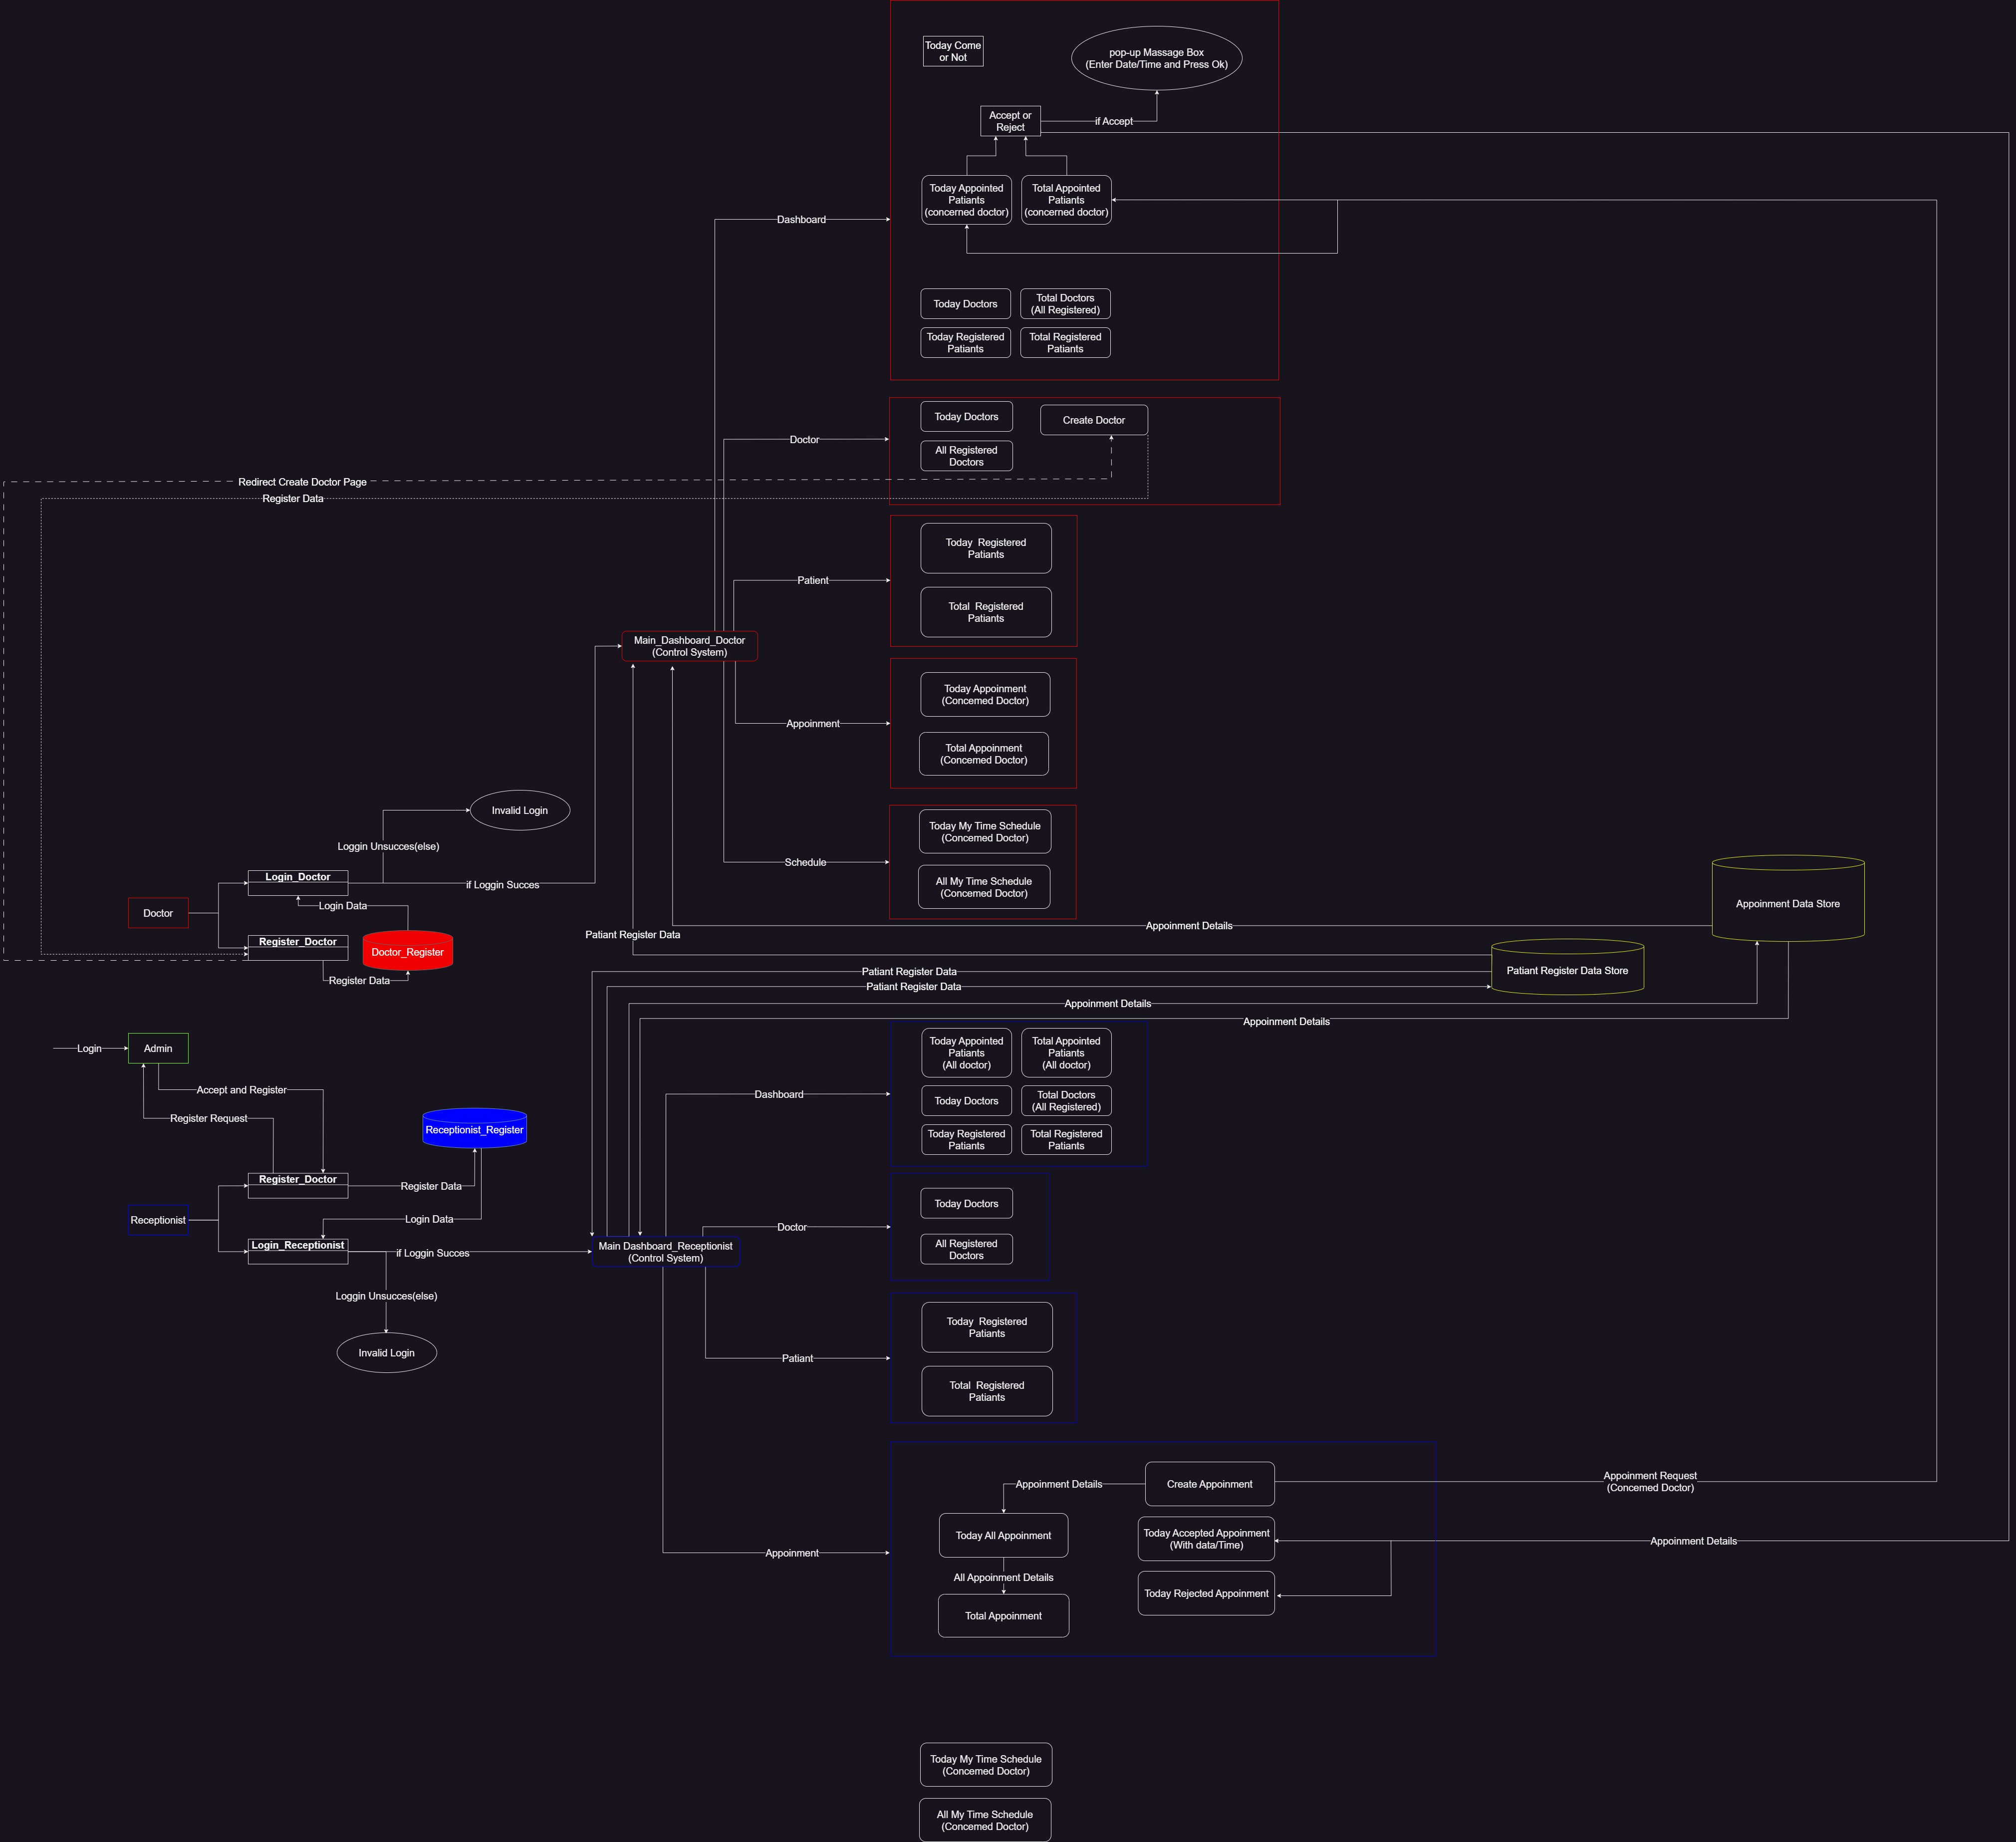 Today Come
or Not
pop-up Massage Box
(Enter Date/Time and Press Ok)
Accept or
Reject
if Accept
Today Appointed
Patiants
(concerned doctor)
Total Appointed
Patiants
(concerned doctor)
Dashboard
Today Doctors
Total Doctors
(All Registered)
Today Registered
Patiants
Total Registered
Patiants
Today Doctors
Create Doctor
Doctor
All Registered
Doctors
Redirect Create Doctor Page
Register Data
Today  Registered
Patiants
Patient
Total  Registered
Patiants
Main_Dashboard_Doctor
(Control System)
Today Appoinment
(Concerned Doctor)
Appoinment
Total Appoinment
(Concerned Doctor)
Invalid Login
Loggin Unsucces(else)
Today My Time Schedule
(Concerned Doctor)
Schedule
All My Time Schedule
(Concerned Doctor)
Login_Doctor
if Loggin Succes
Login Data
Doctor
Appoinment Data Store
Appoinment Details
Patiant Register Data
Register_Doctor
Doctor_Register
Register Data
Patiant Register Data Store
Patiant Register Data
Patiant Register Data
Appoinment Details
Appoinment Details
Login
Admin
Today Appointed
Patiants
(All doctor)
Total Appointed
Patiants
(All doctor)
Accept and Register
Dashboard
Today Doctors
Total Doctors
(All Registered)
Register Request
Receptionist_Register
Today Registered
Patiants
Total Registered
Patiants
Register_Doctor
Register Data
Today Doctors
Receptionist
Login Data
Doctor
Login_Receptionist
if Loggin Succes
Main Dashboard_Receptionist
(Control System)
All Registered
Doctors
Loggin Unsucces(else)
Invalid Login
Today  Registered
Patiants
Patiant
Total  Registered
Patiants
Appoinment Details
Create Appoinment
Appoinment Request
(Concerned Doctor)
Today All Appoinment
Today Accepted Appoinment
(With data/Time)
Appoinment Details
Appoinment
All Appoinment Details
Today Rejected Appoinment
Total Appoinment
Today My Time Schedule
(Concerned Doctor)
All My Time Schedule
(Concerned Doctor)